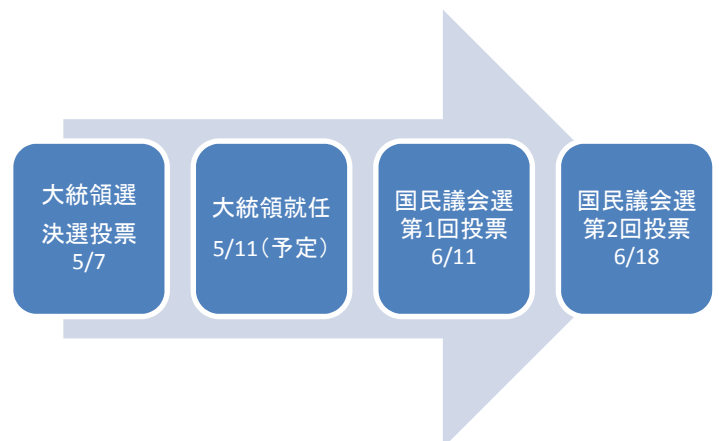 大統領選
決選投票
5/7
大統領就任
5/11(予定)
国民議会選
第1回投票
6/11
国民議会選
第2回投票
6/18